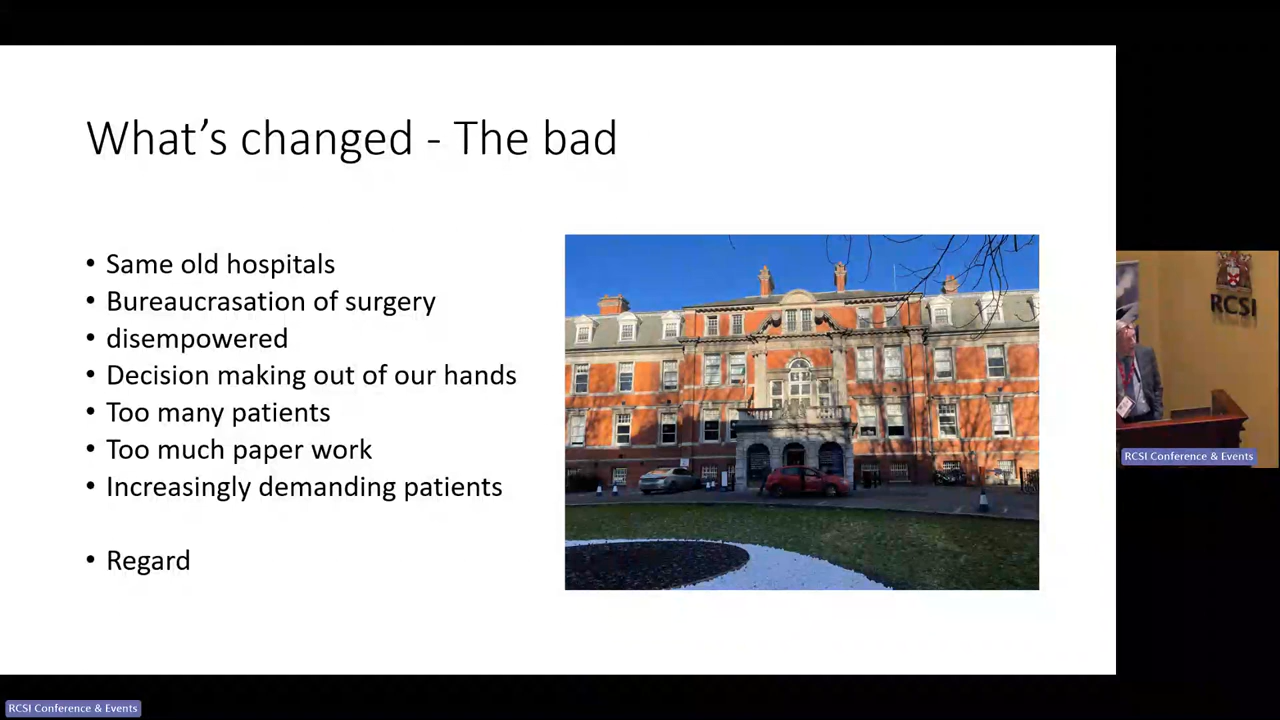 What's changed - The bad
• Same old hospitals
• Bureaucrasation of surgery
• disempowered
• Decision making out of our hands
• Too many patients
• Too much paper work
• Increasingly demanding patients
• Regard
RCSI
RCSI Conference & Events
RCSI Conference & Events